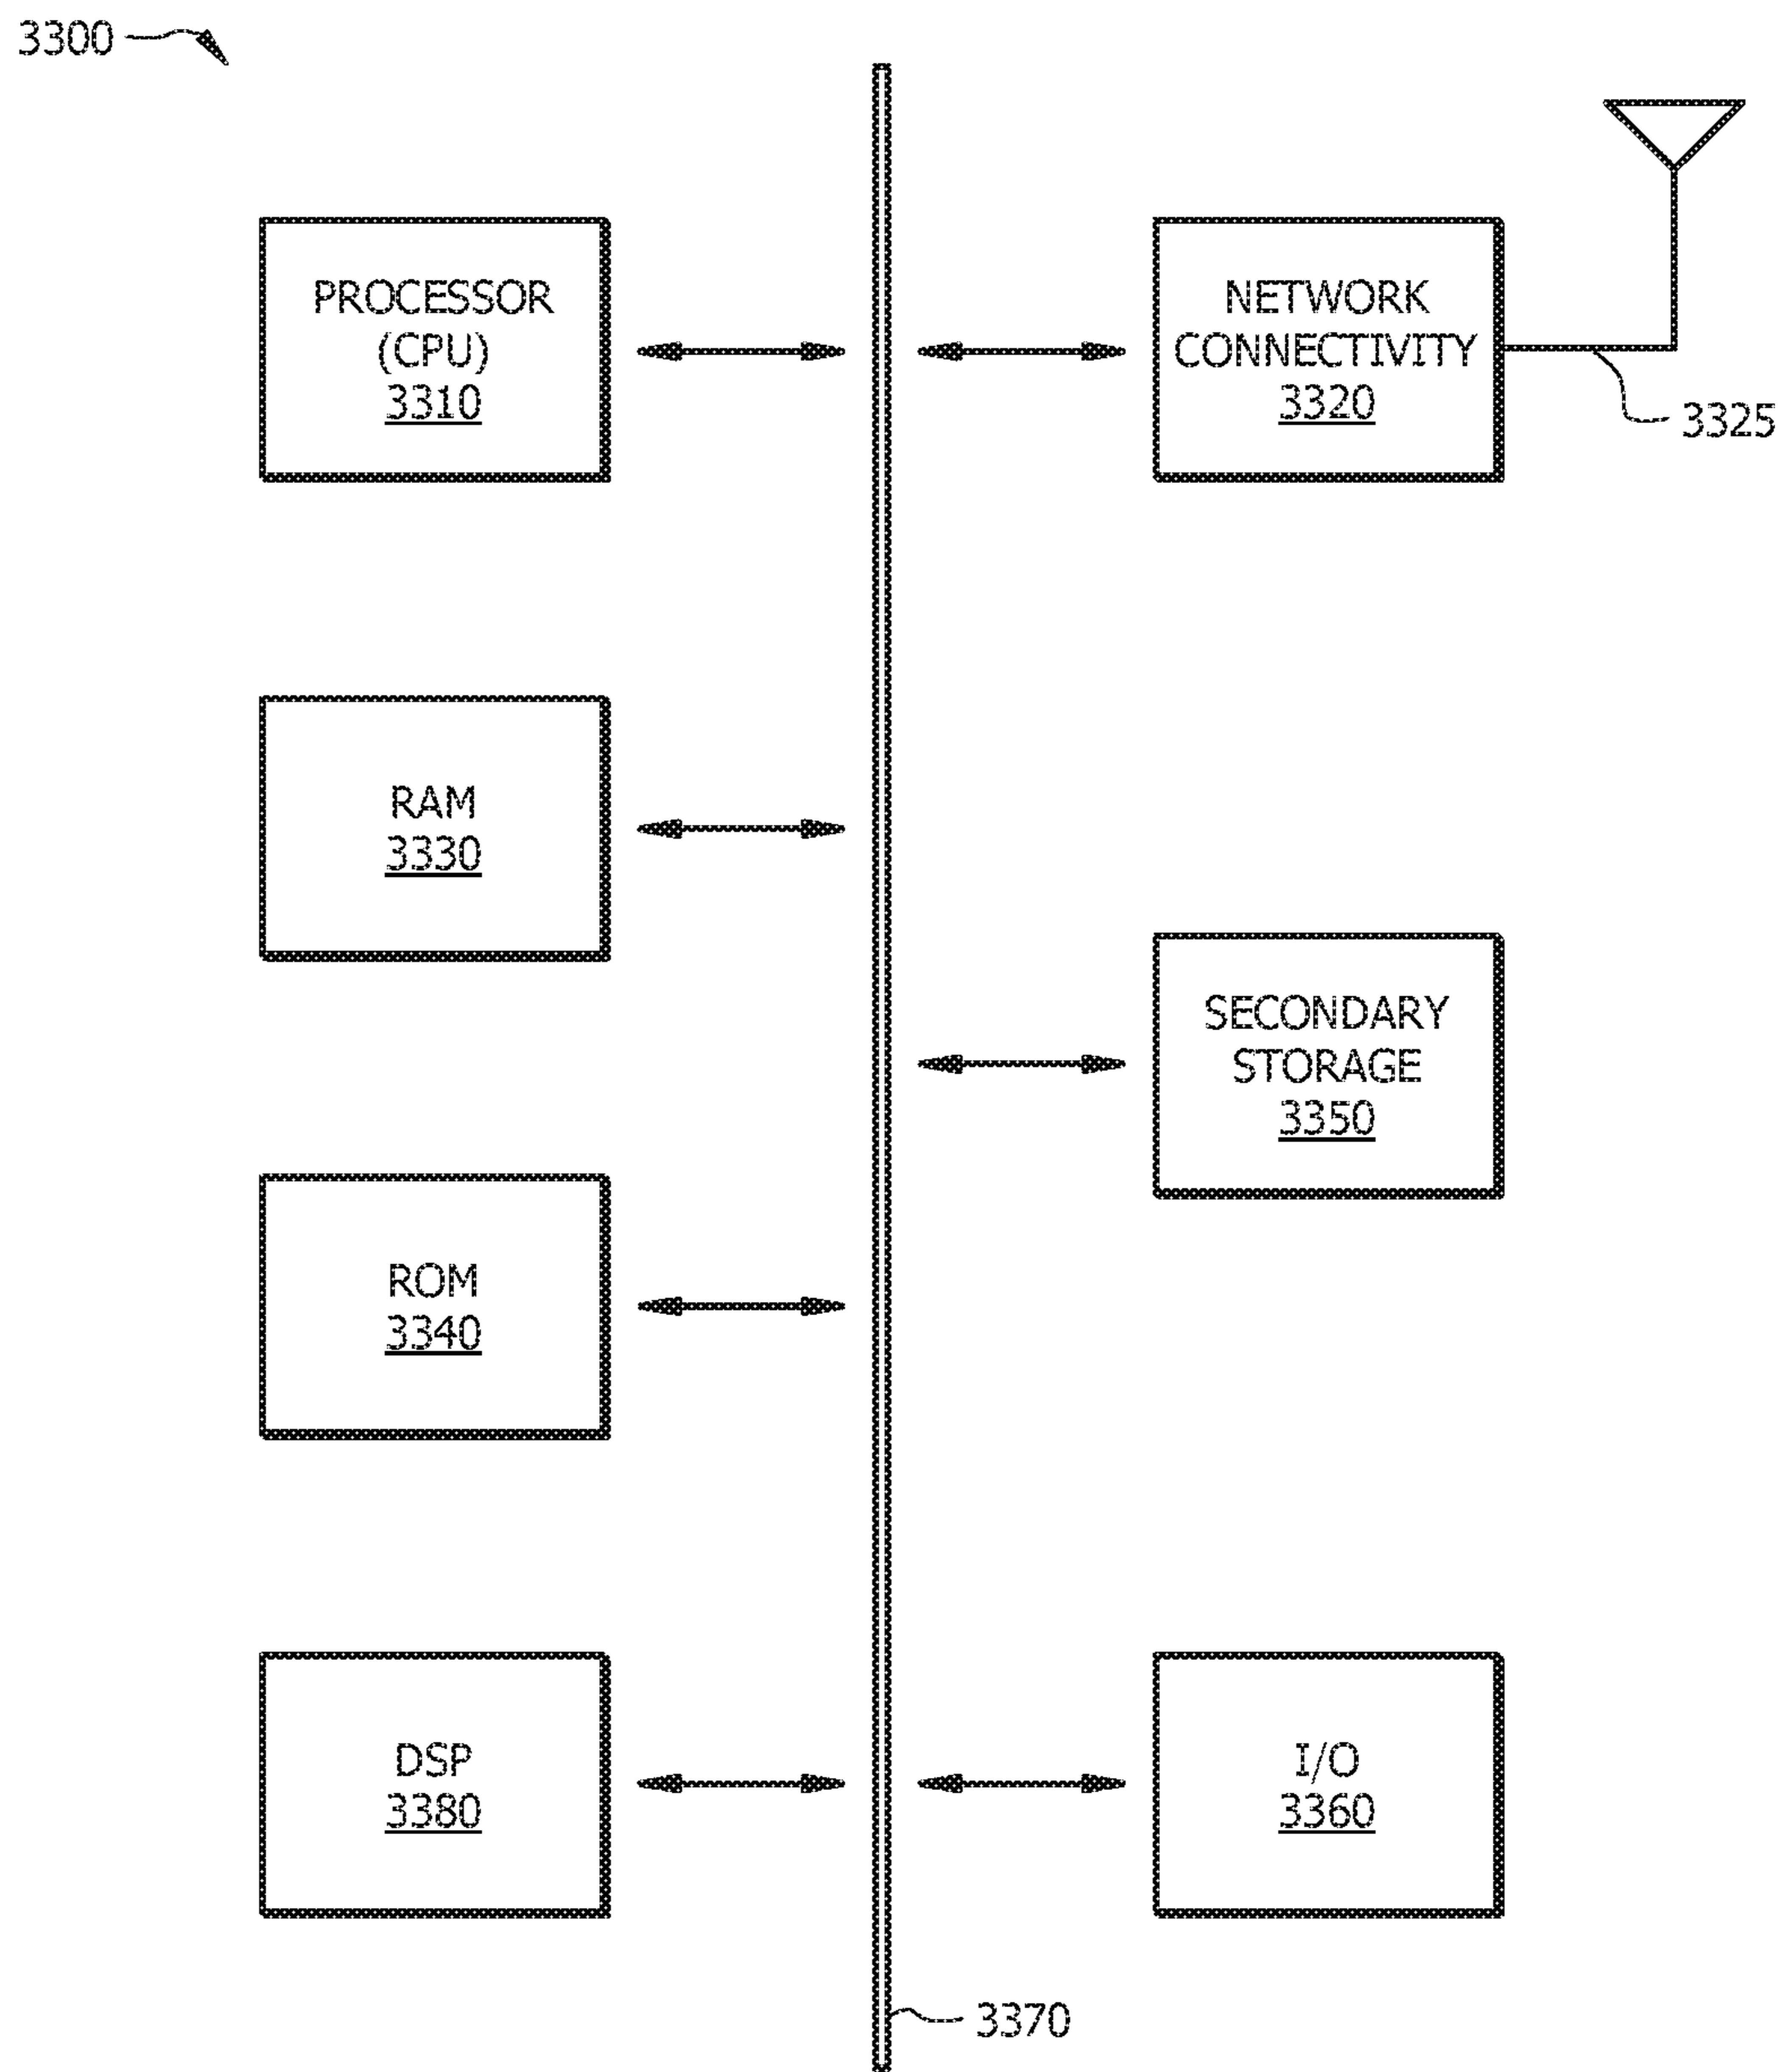 3300
PROCESSOR
(CPU)
3310
NETWORK
CONNECTIVITY
3320
3325
RAM
3330
SECONDARY
STORAGE
3350
ROM
3340
DSP
3380
I/O
3360
3370